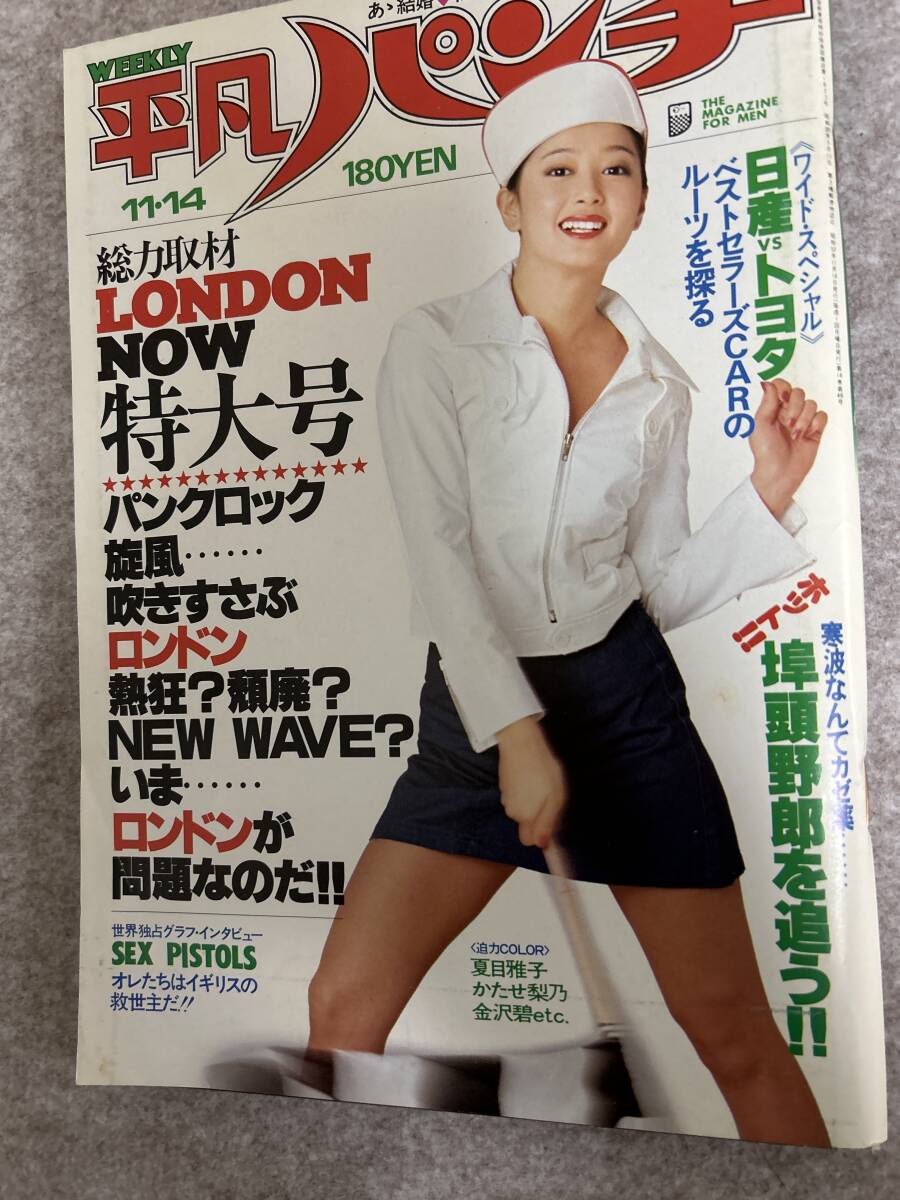 あゝ結婚
WEEKLY
平凡パンチ
11・14
180YEN
THE
MAGAZINE
FOR MEN
総力取材
LONDON
NOW
特大号
★★★★★★★★★★★★★★
パンクロック
旋風……
吹きすさぶ
ロンドン
熱狂?頽廃?
NEW WAVE?
いま……
ロンドンが
問題なのだ!!
世界独占グラフ・インタビュー
SEX PISTOLS
オレたちはイギリスの
救世主だ!!
《ワイド・スペシャル》
日産vsトヨタ
ベストセラーズCARの
ルーツを探る
寒波なんてカゼ薬……
ホット!!
埠頭野郎を追う!!
〈迫力COLOR〉
夏目雅子
かたせ梨乃
金沢碧etc.